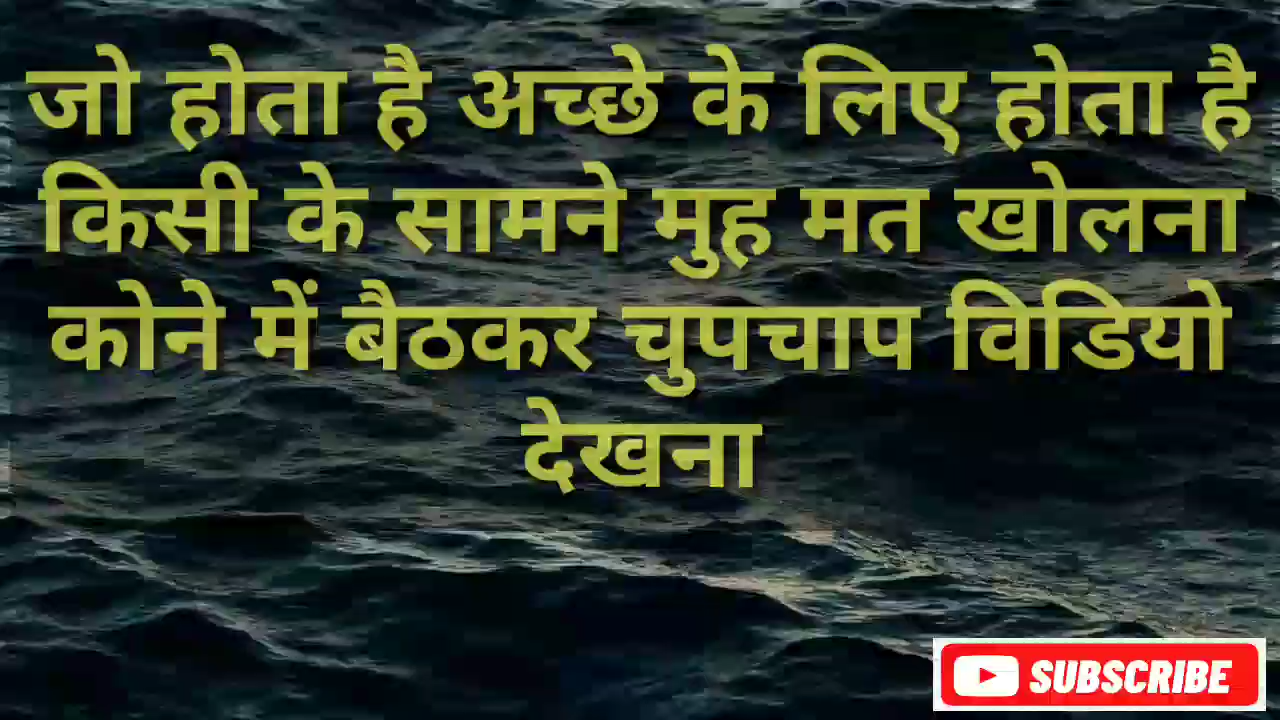 जो होता है अच्छे के लिए होता है
किसी के सामने मुह मत खोलना
कोने में बैठकर चुपचाप विडियो
देखना
SUBSCRIBE